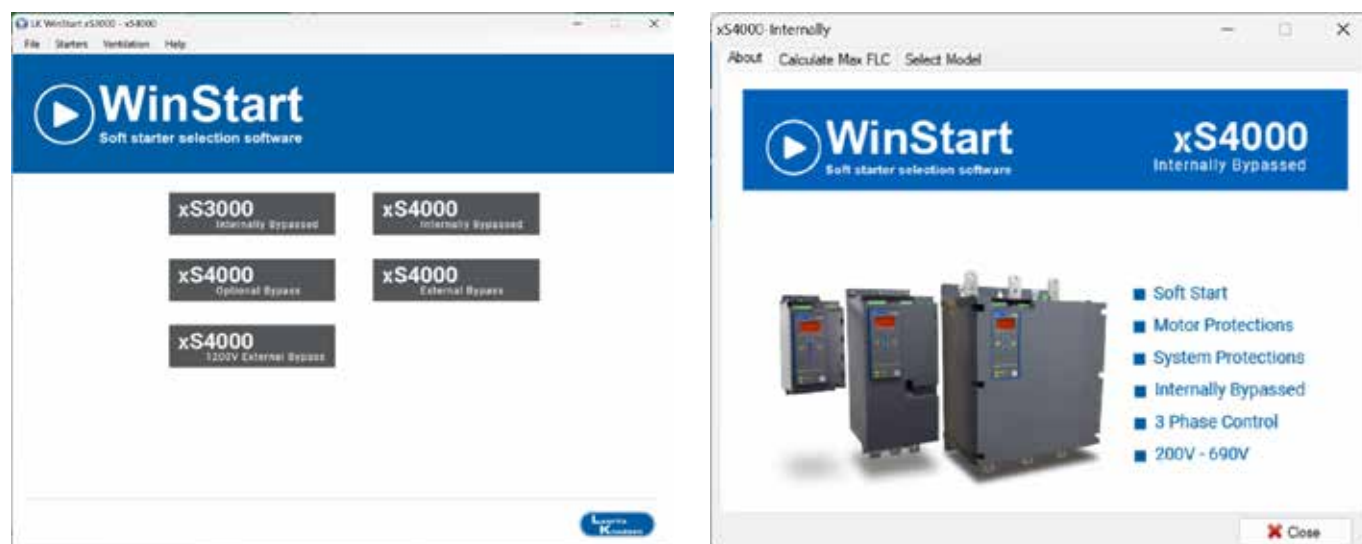 LK WinStart xS3000 - xS4000
File Starters Ventilation Help
WinStart
Soft starter selection software
xS3000
Internally Bypassed
xS4000
Internally Bypassed
xS4000
Optional Bypass
xS4000
External Bypass
xS4000
1200V External Bypass
xS4000-Internally
About Calculate Max FLC Select Model
WinStart
Soft starter selection software
xS4000
Internally Bypassed
Soft Start
Motor Protections
System Protections
Internally Bypassed
3 Phase Control
200V - 690V
Close